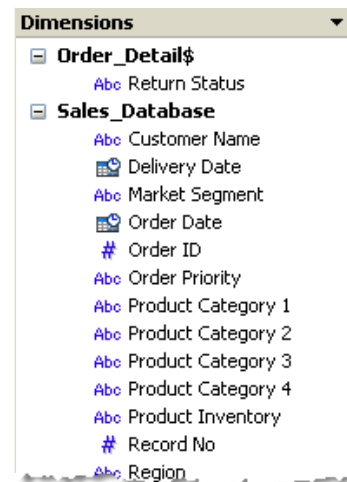 Dimensions
Order_Detail$
Abc Return Status
Sales_Database
Abc Customer Name
Delivery Date
Abc Market Segment
Order Date
# Order ID
Abc Order Priority
Abc Product Category 1
Abc Product Category 2
Abc Product Category 3
Abc Product Category 4
Abc Product Inventory
# Record No
Abc Region